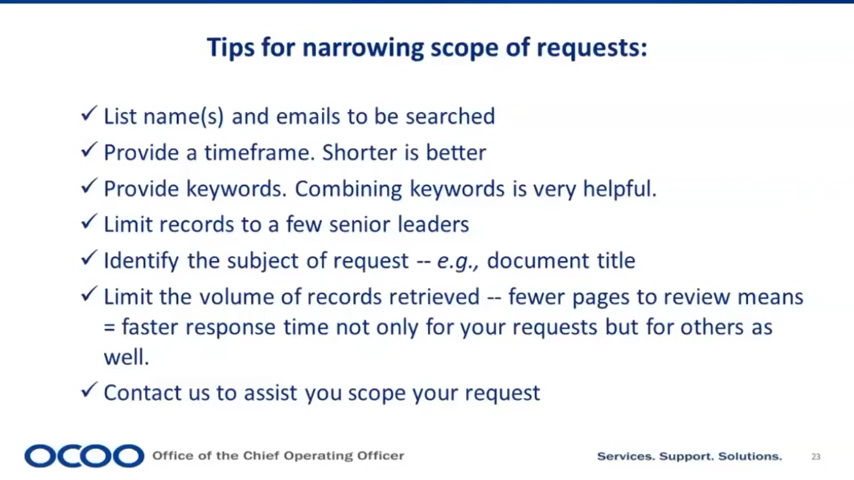 Tips for narrowing scope of requests:
✓ List name(s) and emails to be searched
✓ Provide a timeframe. Shorter is better
✓ Provide keywords. Combining keywords is very helpful.
✓ Limit records to a few senior leaders
✓ Identify the subject of request -- e.g., document title
✓ Limit the volume of records retrieved -- fewer pages to review means
= faster response time not only for your requests but for others as
well.
✓ Contact us to assist you scope your request
OCOO Office of the Chief Operating Officer
Services. Support. Solutions. 23